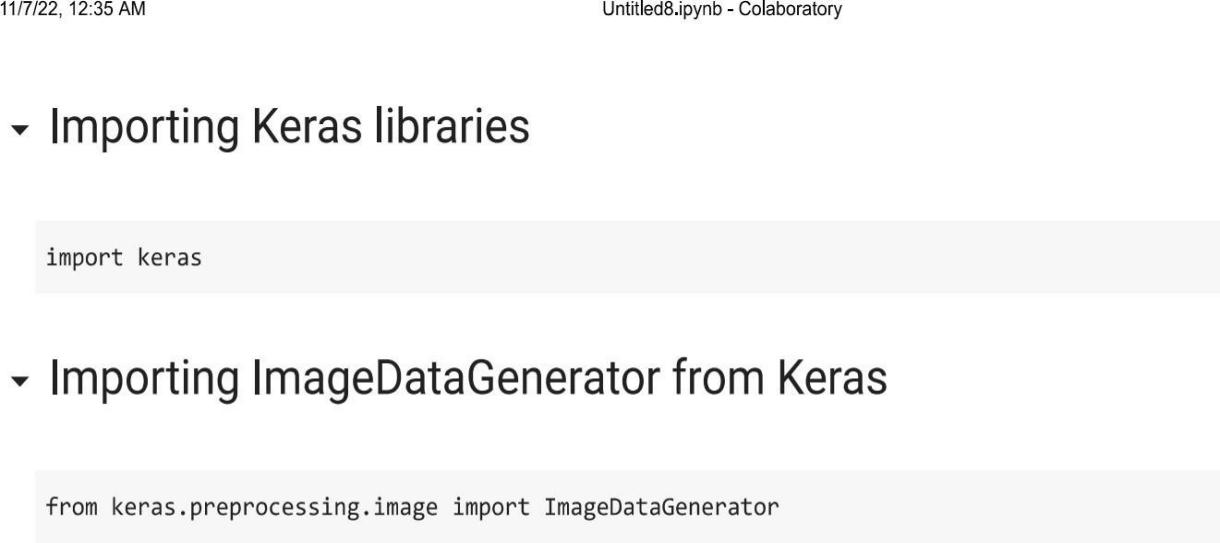 11/7/22, 12:35 AM
Untitled8.ipynb - Colaboratory
Importing Keras libraries
import keras
Importing ImageDataGenerator from Keras
from keras.preprocessing.image import ImageDataGenerator